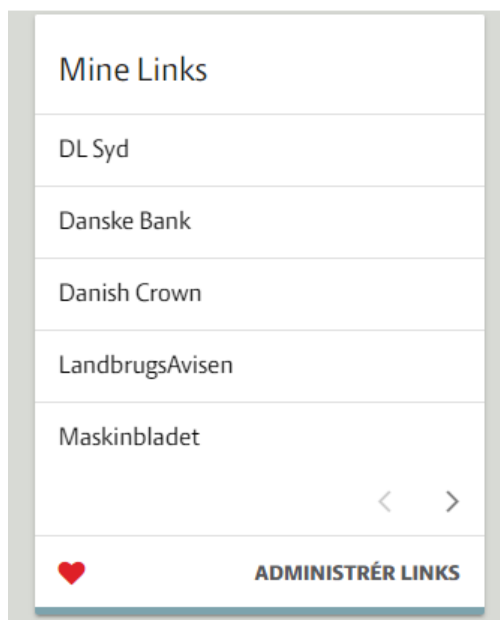 Mine Links
DL Syd
Danske Bank
Danish Crown
LandbrugsAvisen
Maskinbladet
ADMINISTRÉR LINKS